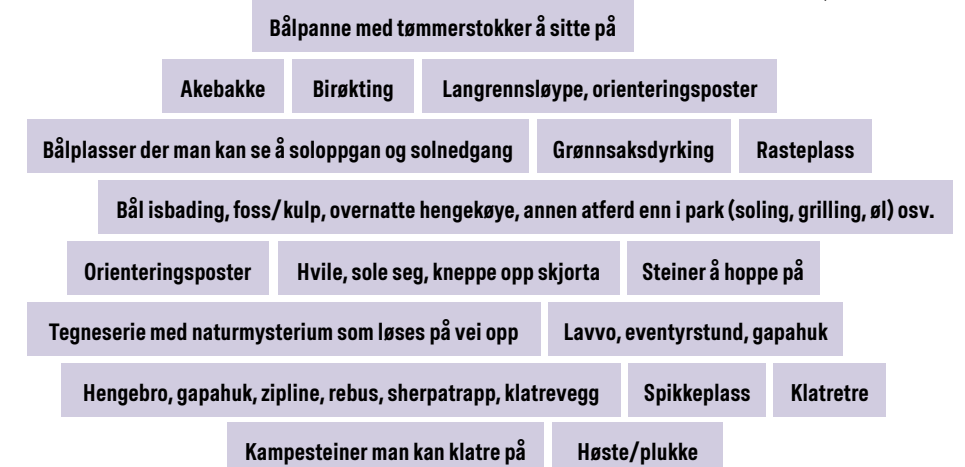 Bålpanne med tømmerstokker å sitte på
Akebakke Birøkting Langrennsløype, orienteringsposter
Bålplasser der man kan se å soloppgan og solnedgang Grønnsaksdyrking Rasteplass
Bål isbading, foss/kulp, overnatte hengekøye, annen atferd enn i park (soling, grilling, øl) osv.
Orienteringsposter Hvile, sole seg, kneppe opp skjorta Steiner å hoppe på
Tegneserie med naturmysterium som løses på vei opp Lavvo, eventyrstund, gapahuk
Hengebro, gapahuk, zipline, rebus, sherpatrapp, klatrevegg Spikkeplass Klatretre
Kampesteiner man kan klatre på Høste/plukke